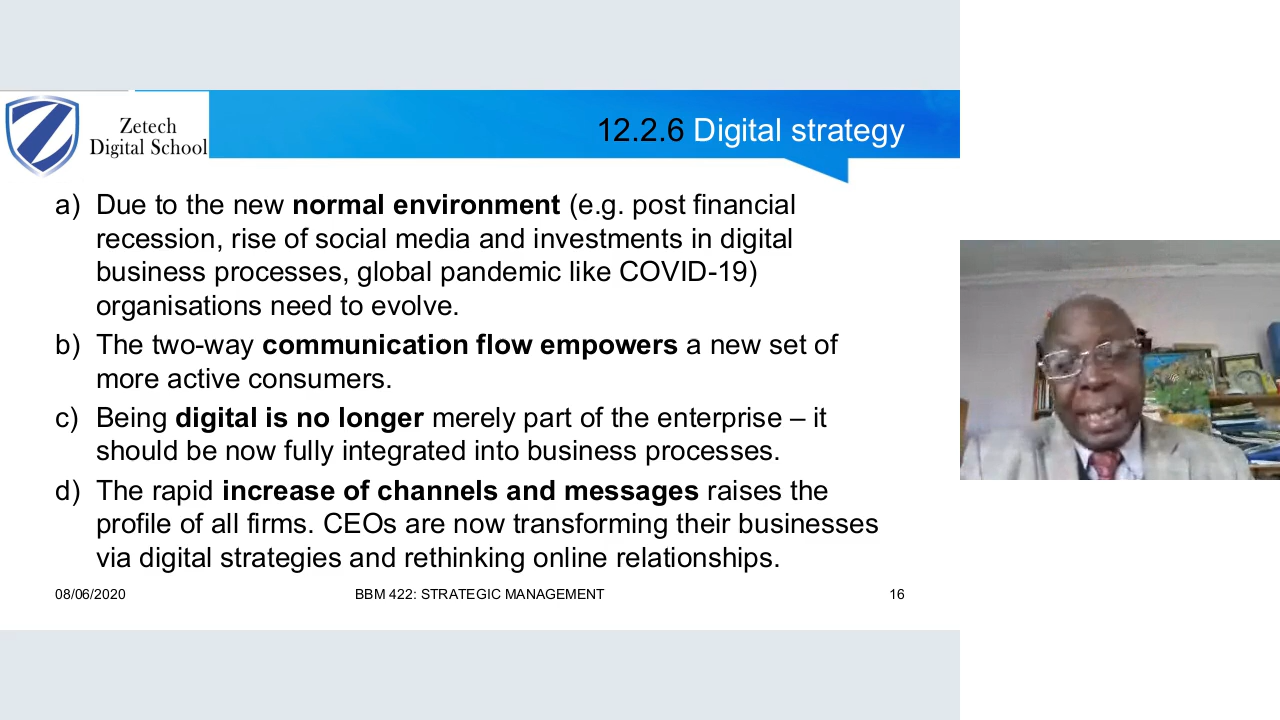 Zetech
Digital School
12.2.6 Digital strategy
a) Due to the new normal environment (e.g. post financial
recession, rise of social media and investments in digital
business processes, global pandemic like COVID-19)
organisations need to evolve.
b) The two-way communication flow empowers a new set of
more active consumers.
c) Being digital is no longer merely part of the enterprise – it
should be now fully integrated into business processes.
d) The rapid increase of channels and messages raises the
profile of all firms. CEOs are now transforming their businesses
via digital strategies and rethinking online relationships.
08/06/2020 BBM 422: STRATEGIC MANAGEMENT 16